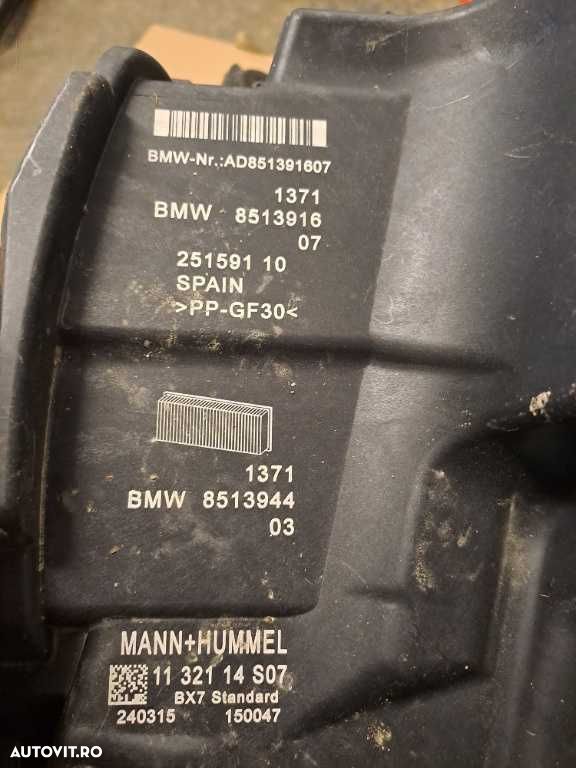 BMW-Nr.:AD851391607
1371
BMW 8513916
07
251591 10
SPAIN
>PP-GF30<
1371
BMW 8513944
03
MANN+HUMMEL
11 321 14 S07
BX7 Standard
240315 150047
AUTOVIT.RO